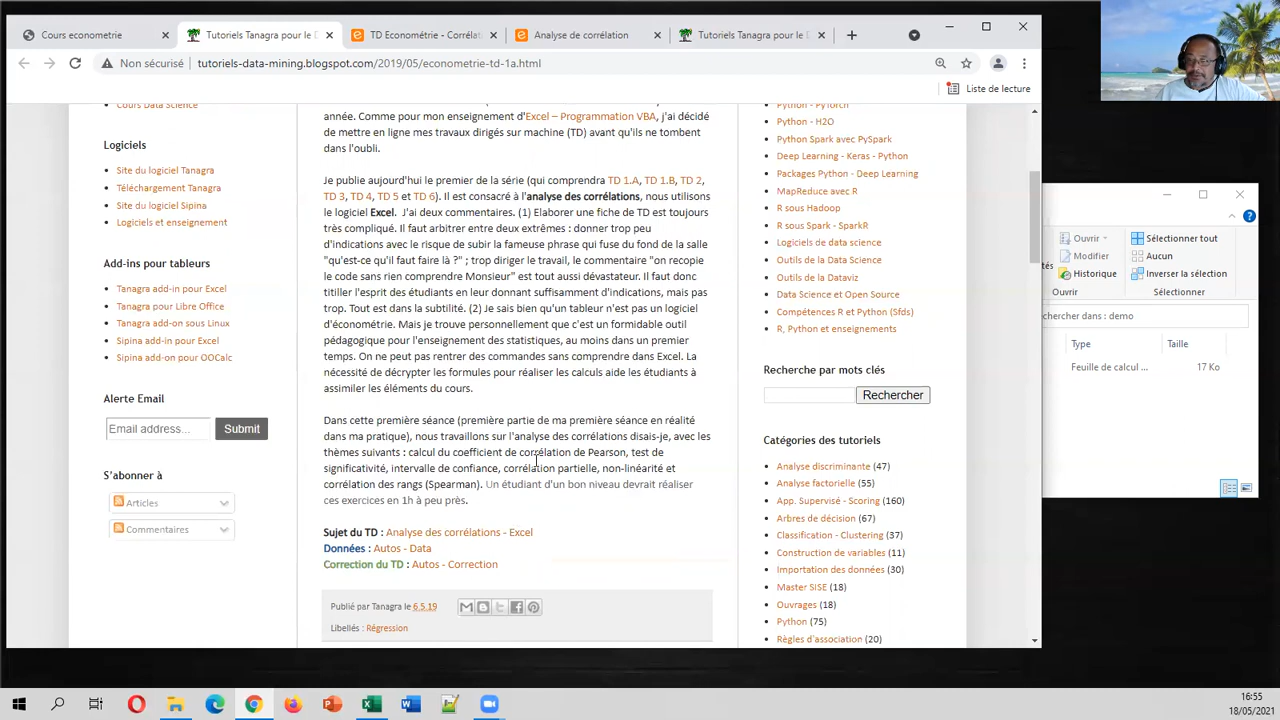 Cours econometrie
Tutoriels Tanagra pour le D
TD Econométrie - Corrélat
Analyse de corrélation
Tutoriels Tanagra pour le D
Non sécurisé
tutoriels-data-mining.blogspot.com/2019/05/econometrie-td-1a.html
Liste de lecture
Cours Data Science
Logiciels
Site du logiciel Tanagra
Téléchargement Tanagra
Site du logiciel Sipina
Logiciels et enseignement
Add-ins pour tableurs
Tanagra add-in pour Excel
Tanagra pour Libre Office
Tanagra add-on sous Linux
Sipina add-in pour Excel
Sipina add-on pour OOCalc
Alerte Email
Email address...
Submit
S'abonner à
Articles
Commentaires
année. Comme pour mon enseignement d'Excel – Programmation VBA, j'ai décidé
de mettre en ligne mes travaux dirigés sur machine (TD) avant qu'ils ne tombent
dans l'oubli.
Je publie aujourd'hui le premier de la série (qui comprendra TD 1.A, TD 1.B, TD 2,
TD 3, TD 4, TD 5 et TD 6). Il est consacré à l'analyse des corrélations, nous utilisons
le logiciel Excel. J'ai deux commentaires. (1) Elaborer une fiche de TD est toujours
très compliqué. Il faut arbitrer entre deux extrêmes : donner trop peu
d'indications avec le risque de subir la fameuse phrase qui fuse du fond de la salle
"qu'est-ce qu'il faut faire là ?" ; trop diriger le travail, le commentaire "on recopie
le code sans rien comprendre Monsieur" est tout aussi dévastateur. Il faut donc
titiller l'esprit des étudiants en leur donnant suffisamment d'indications, mais pas
trop. Tout est dans la subtilité. (2) Je sais bien qu'un tableur n'est pas un logiciel
d'économétrie. Mais je trouve personnellement que c'est un formidable outil
pédagogique pour l'enseignement des statistiques, au moins dans un premier
temps. On ne peut pas rentrer des commandes sans comprendre dans Excel. La
nécessité de décrypter les formules pour réaliser les calculs aide les étudiants à
assimiler les éléments du cours.
Dans cette première séance (première partie de ma première séance en réalité
dans ma pratique), nous travaillons sur l'analyse des corrélations disais-je, avec les
thèmes suivants : calcul du coefficient de corrélation de Pearson, test de
significativité, intervalle de confiance, corrélation partielle, non-linéarité et
corrélation des rangs (Spearman). Un étudiant d'un bon niveau devrait réaliser
ces exercices en 1h à peu près.
Sujet du TD : Analyse des corrélations - Excel
Données : Autos - Data
Correction du TD : Autos - Correction
Publié par Tanagra le 6.5.19
Libellés : Régression
Python - PyTorch
Python - H2O
Python Spark avec PySpark
Deep Learning - Keras - Python
Packages Python - Deep Learning
MapReduce avec R
R sous Hadoop
R sous Spark - SparkR
Logiciels de data science
Outils de la Data Science
Outils de la Dataviz
Data Science et Open Source
Compétences R et Python (Sfds)
R, Python et enseignements
Recherche par mots clés
Rechercher
Catégories des tutoriels
Analyse discriminante (47)
Analyse factorielle (55)
App. Supervisé - Scoring (160)
Arbres de décision (67)
Classification - Clustering (37)
Construction de variables (11)
Importation des données (30)
Master SISE (18)
Ouvrages (18)
Python (75)
Règles d'association (20)
Ouvrir
Modifier
Historique
Ouvrir
Sélectionner tout
Aucun
Inverser la sélection
Sélectionner
chercher dans : demo
Type
Taille
Feuille de calcul ...
17 Ko
16:55
18/05/2021